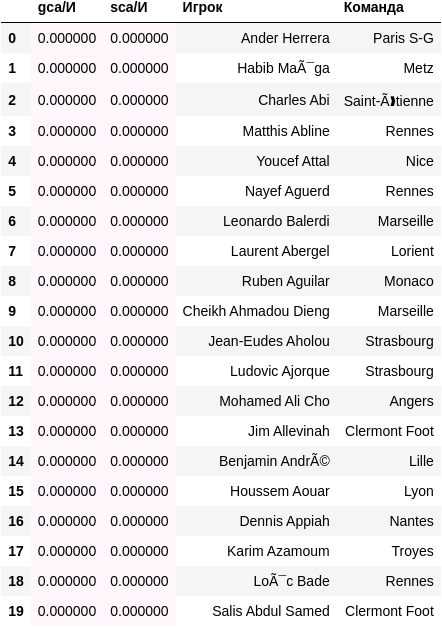 gca/И sca/И Игрок Команда
0 0.000000 0.000000 Ander Herrera Paris S-G
1 0.000000 0.000000 Habib MaÃ¯ga Metz
2 0.000000 0.000000 Charles Abi
3 0.000000 0.000000 Matthis Abline Rennes
4 0.000000 0.000000 Youcef Attal Nice
5 0.000000 0.000000 Nayef Aguerd Rennes
6 0.000000 0.000000 Leonardo Balerdi Marseille
7 0.000000 0.000000 Laurent Abergel Lorient
8 0.000000 0.000000 Ruben Aguilar Monaco
9 0.000000 0.000000 Cheikh Ahmadou Dieng Marseille
10 0.000000 0.000000 Jean-Eudes Aholou Strasbourg
11 0.000000 0.000000 Ludovic Ajorque Strasbourg
12 0.000000 0.000000 Mohamed Ali Cho Angers
13 0.000000 0.000000 Jim Allevinah Clermont Foot
14 0.000000 0.000000 Benjamin AndrÃ© Lille
15 0.000000 0.000000 Houssem Aouar Lyon
16 0.000000 0.000000 Dennis Appiah Nantes
17 0.000000 0.000000 Karim Azamoum Troyes
18 0.000000 0.000000 LoÃ¯c Bade Rennes
19 0.000000 0.000000 Salis Abdul Samed Clermont Foot